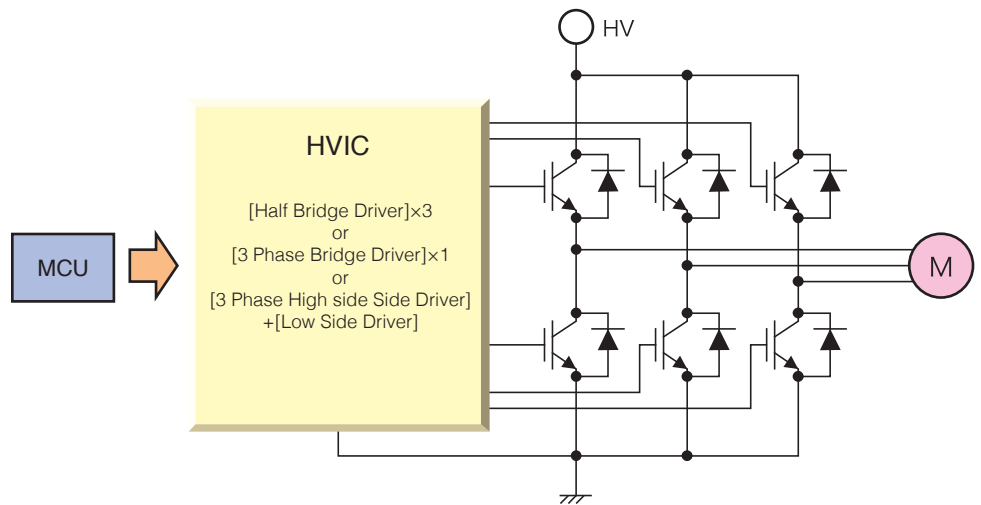 HV
HVIC
[Half Bridge Driver]×3
or
[3 Phase Bridge Driver]×1
or
[3 Phase High side Side Driver]
+[Low Side Driver]
MCU
M